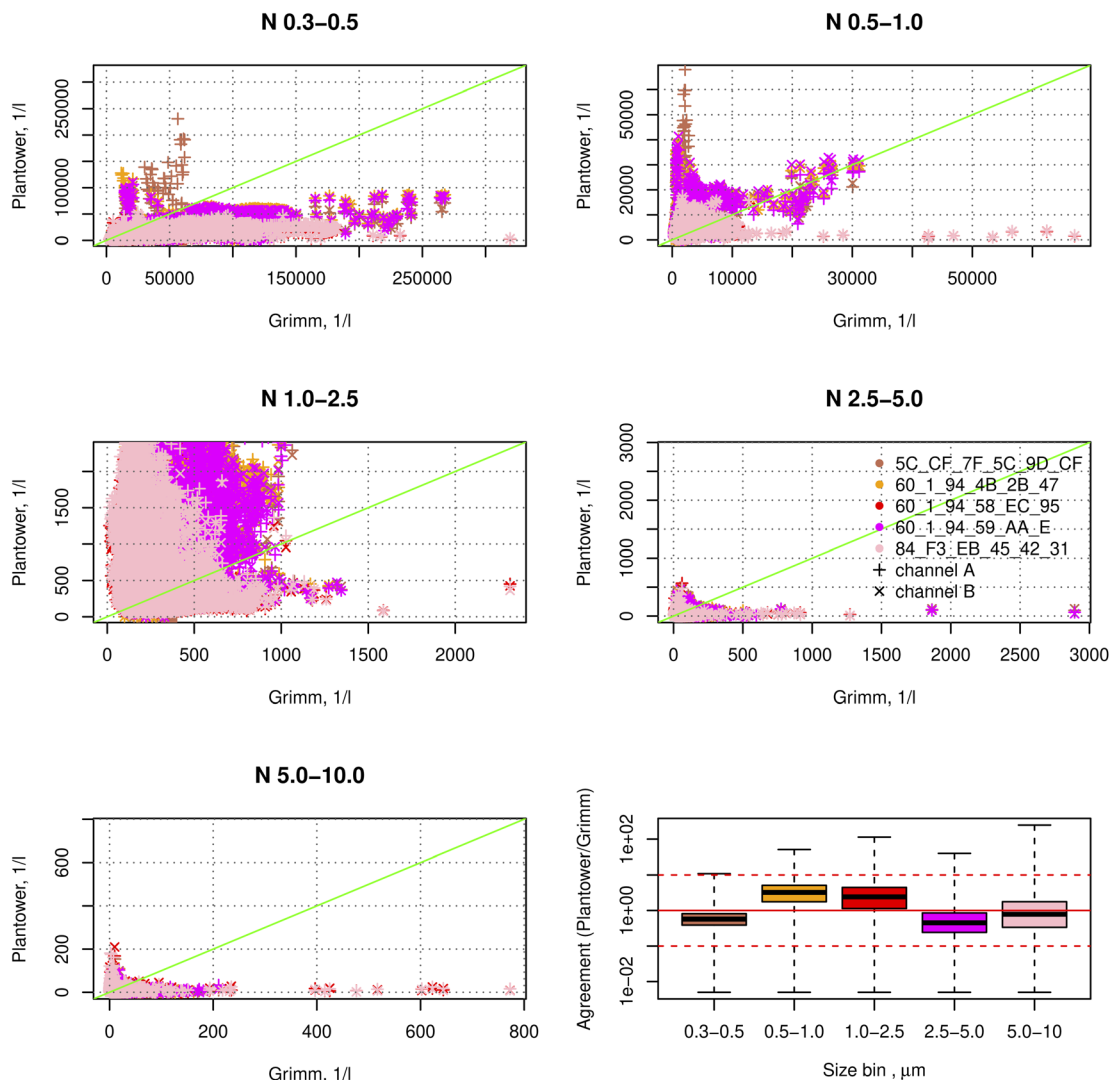 N 0.3−0.5
Plantower, 1/l
0 100000 250000
0 50000 150000 250000
Grimm, 1/l
N 0.5−1.0
Plantower, 1/l
0 20000 50000
0 10000 30000 50000
Grimm, 1/l
N 1.0−2.5
Plantower, 1/l
0 500 1500
0 500 1000 1500 2000
Grimm, 1/l
N 2.5−5.0
Plantower, 1/l
0 1000 2000 3000
5C_CF_7F_5C_9D_CF
60_1_94_4B_2B_47
60_1_94_58_EC_95
60_1_94_59_AA_E
84_F3_EB_45_42_31
channel A
channel B
0 500 1000 1500 2000 2500 3000
Grimm, 1/l
N 5.0−10.0
Plantower, 1/l
0 200 600
0 200 400 600 800
Grimm, 1/l
Agreement (Plantower/Grimm)
1e−02 1e+00 1e+02
0.3−0.5 0.5−1.0 1.0−2.5 2.5−5.0 5.0−10
Size bin , μm